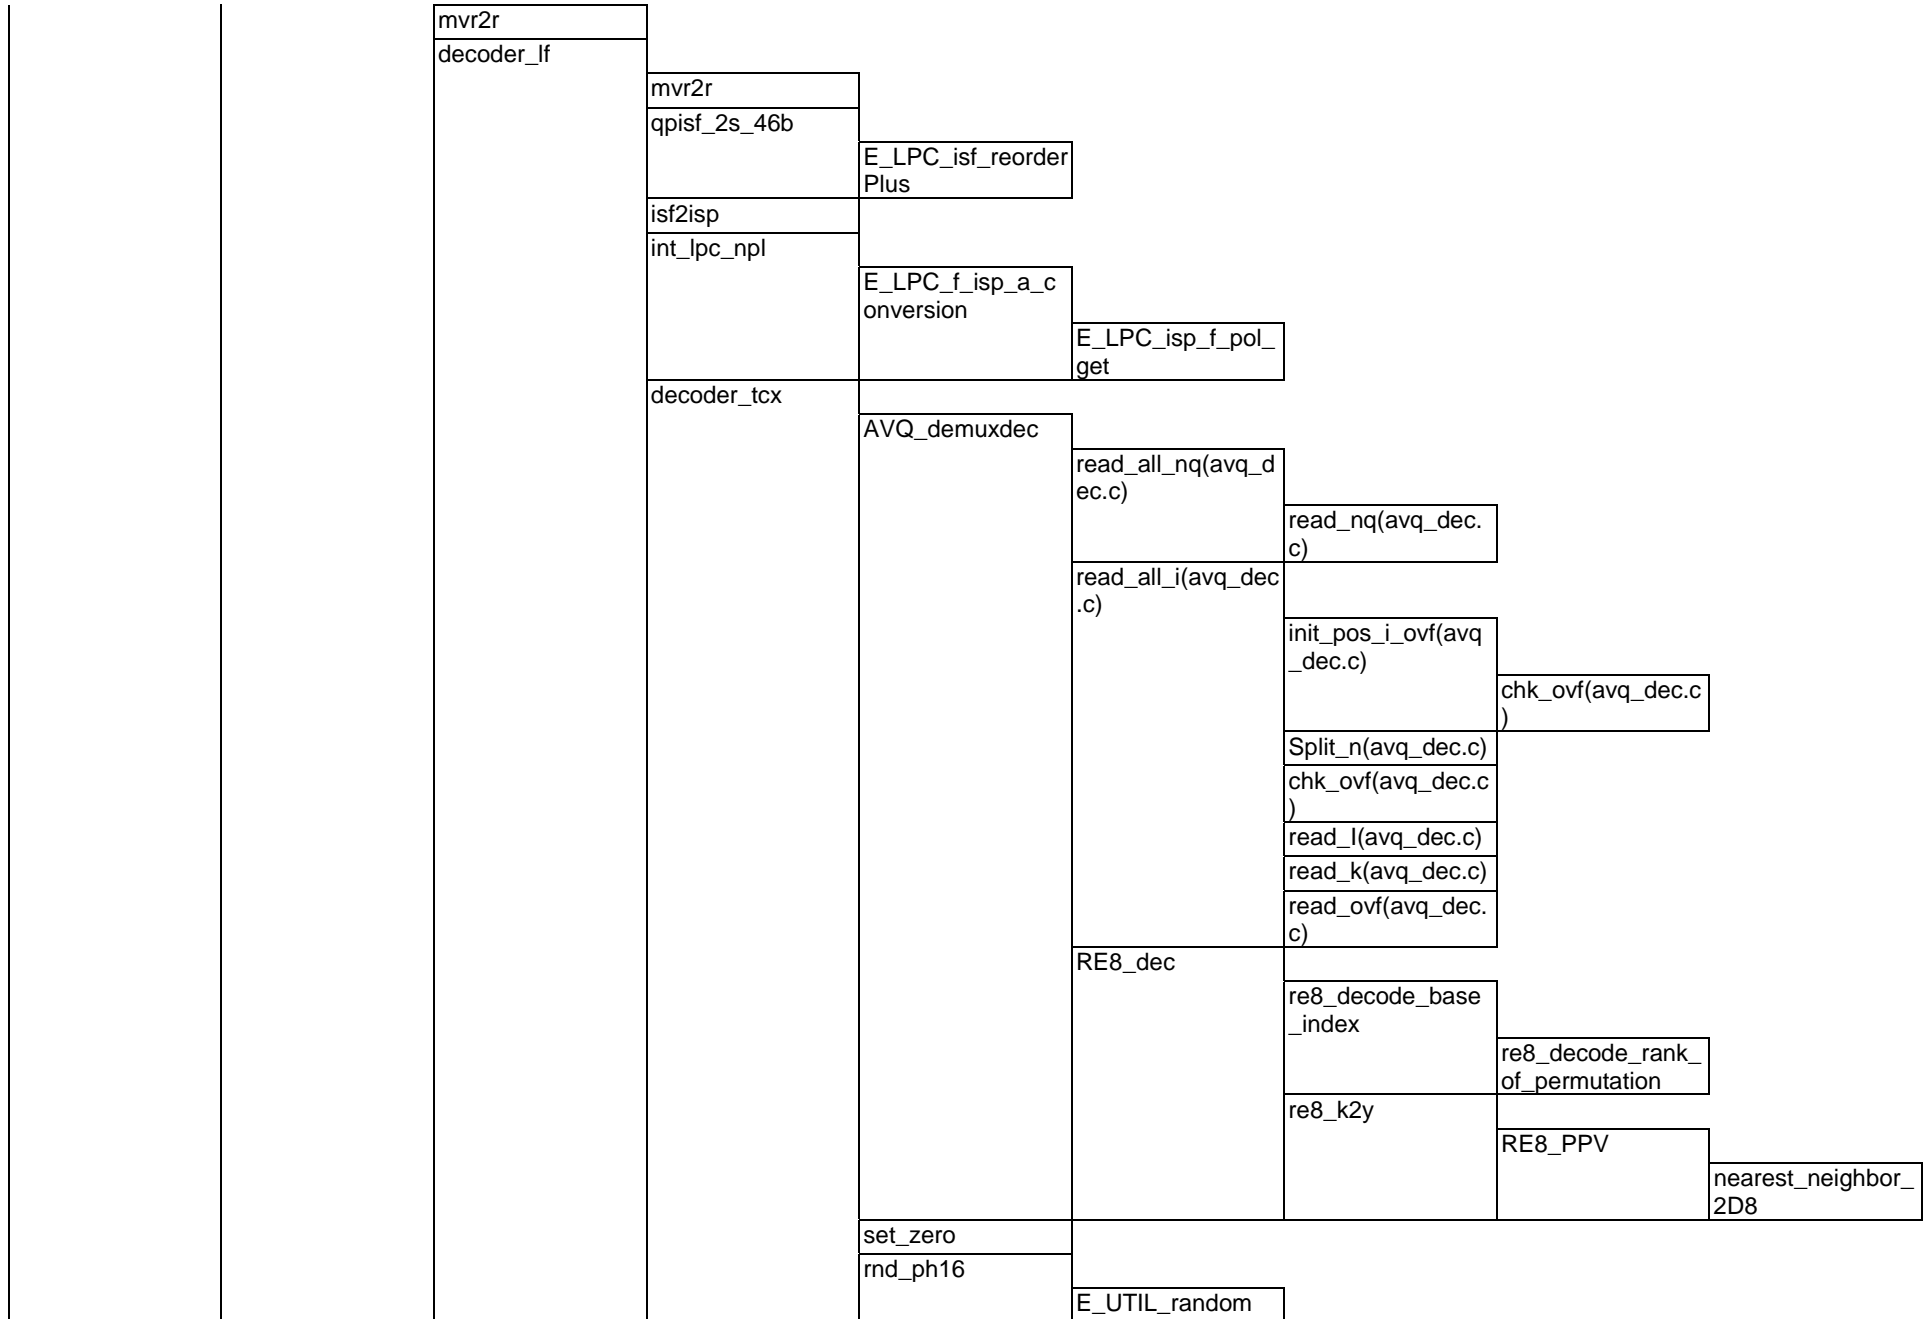 mvr2r
decoder_lf
mvr2r
qpisf_2s_46b
E_LPC_isf_reorder
Plus
isf2isp
int_lpc_npl
E_LPC_f_isp_a_c
onversion
E_LPC_isp_f_pol_
get
decoder_tcx
AVQ_demuxdec
read_all_nq(avq_d
ec.c)
read_nq(avq_dec.
c)
read_all_i(avq_dec
.c)
init_pos_i_ovf(avq
_dec.c)
chk_ovf(avq_dec.c
)
Split_n(avq_dec.c)
chk_ovf(avq_dec.c
)
read_I(avq_dec.c)
read_k(avq_dec.c)
read_ovf(avq_dec.
c)
RE8_dec
re8_decode_base
_index
re8_decode_rank_
of_permutation
re8_k2y
RE8_PPV
nearest_neighbor_
2D8
set_zero
rnd_ph16
E_UTIL_random